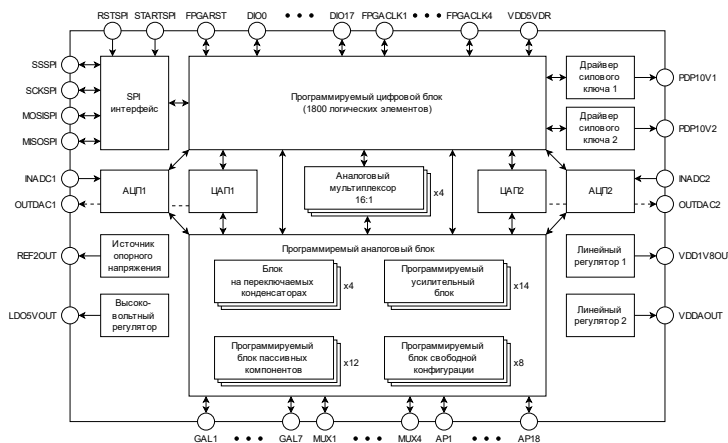 RSTSPI STARTSPI FPGARST DIO0 • • • DIO17 FPGACLK1 • • • • FPGACLK4 VDD5VDR
SSSPI
SCKSPI
MOSISPI
MISOSPI
SPI
интерфейс
Программируемый цифровой блок
(1800 логических элементов)
Драйвер
силового
ключа 1
PDP10V1
Драйвер
силового
ключа 2
PDP10V2
INADC1
OUTDAC1
АЦП1
ЦАП1
Аналоговый
мультиплексор
16:1
x4
ЦАП2
АЦП2
INADC2
OUTDAC2
REF2OUT
Источник
опорного
напряжения
LDO5VOUT
Высоко-
вольтный
регулятор
Програмиремый аналоговый блок
Блок
на переключаемых
конденсаторах
x4
Программируемый
усилительный
блок
x14
Программируемый
блок пассивных
компонентов
x12
Программируемый
блок свободной
конфигурации
x8
Линейный
регулятор 1
VDD1V8OU
Линейный
регулятор 2
VDDAOUT
GAL1 • • • GAL7 MUX1 • • • MUX4 AP1 • • • AP18